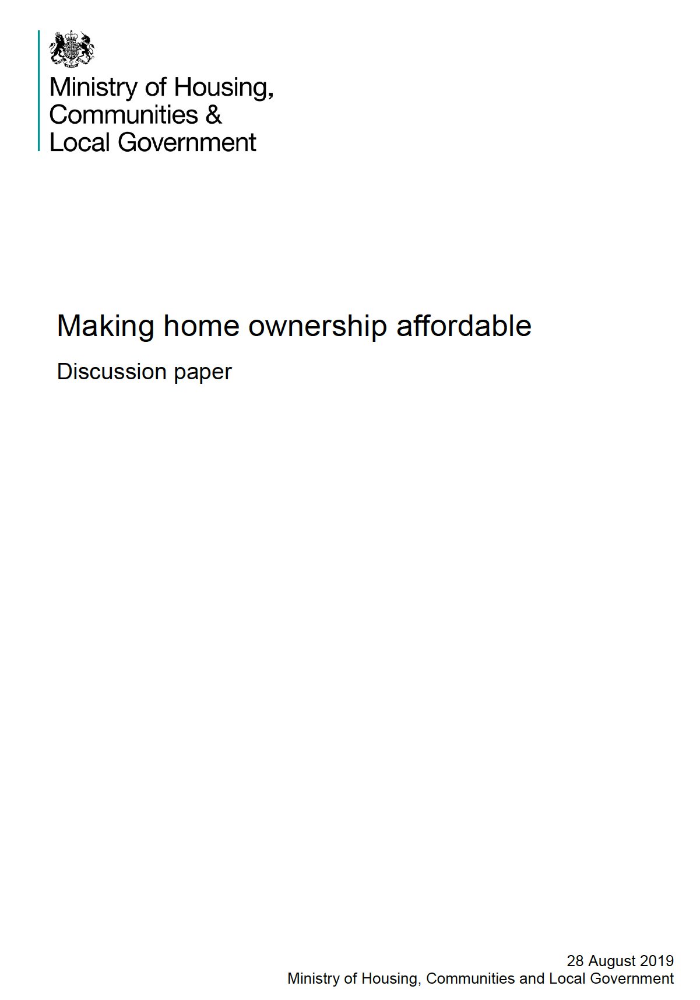 Ministry of Housing,
Communities &
Local Government
Making home ownership affordable
Discussion paper
28 August 2019
Ministry of Housing, Communities and Local Government